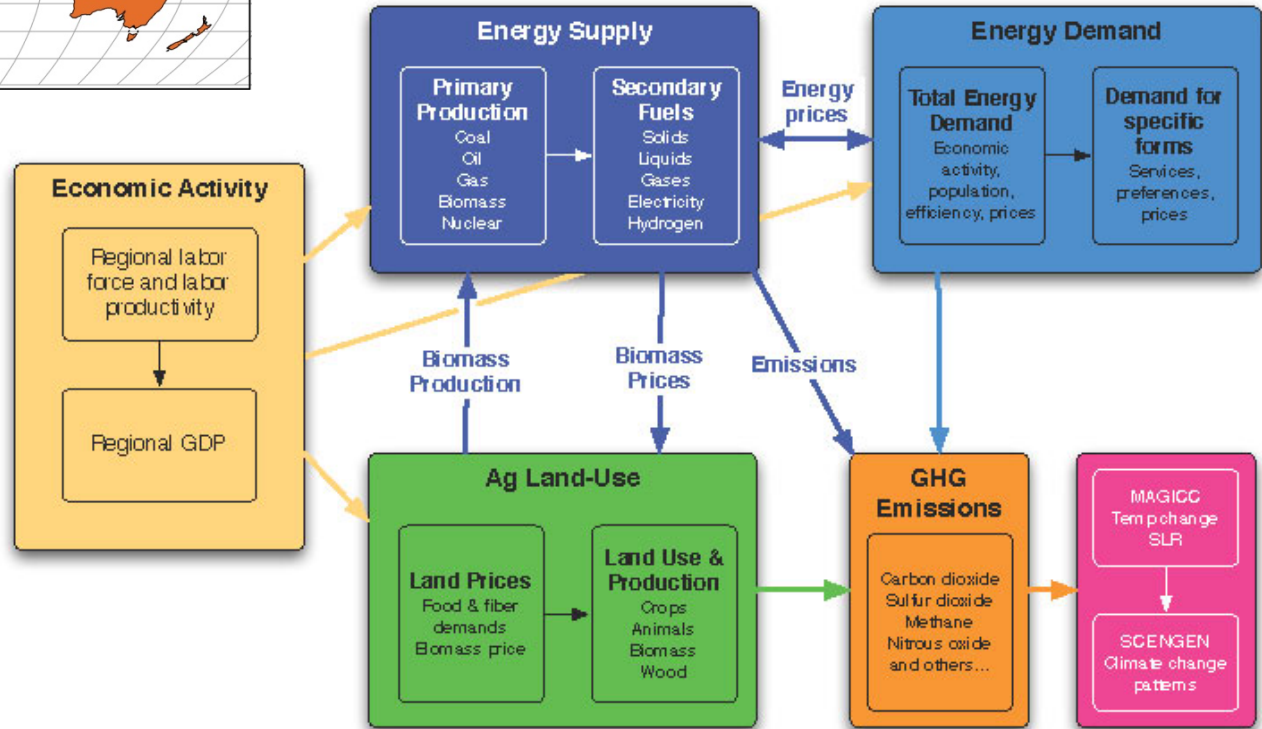 Energy Supply
Primary
Production
Coal
Oil
Gas
Biomass
Nuclear
Secondary
Fuels
Solids
Liquids
Gases
Electricity
Hydrogen
Energy
prices
Energy Demand
Total Energy
Demand
Economic
activity,
population,
efficiency, prices
Demand for
specific
forms
Services,
preferences,
prices
Economic Activity
Regional labor
force and labor
productivity
Regional GDP
Biomass
Production
Biomass
Prices
Emissions
Ag Land-Use
Land Prices
Food & fiber
demands
Biomass price
Land Use &
Production
Crops
Animals
Biomass
Wood
GHG
Emissions
Carbon dioxide
Sulfur dioxide
Methane
Nitrous oxide
and others...
MAGICC
Temp change
SLR
SCENGEN
Climate change
patterns